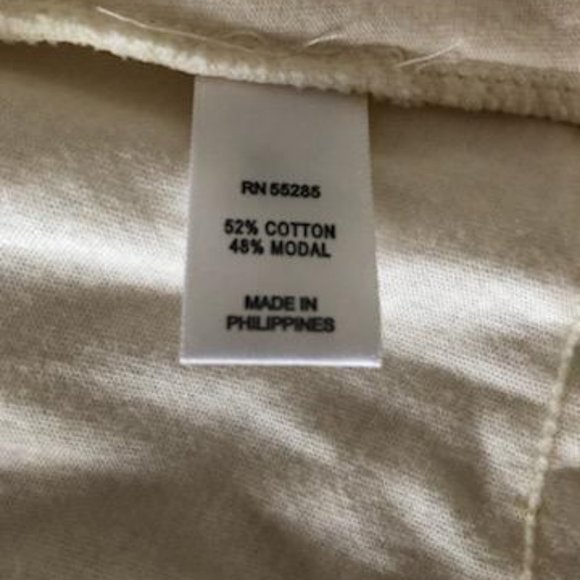 RN 55285
52% COTTON
48% MODAL
MADE IN
PHILIPPINES